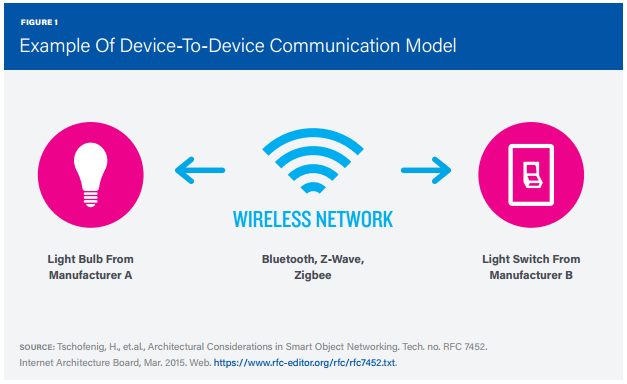 FIGURE 1
Example Of Device-To-Device Communication Model
WIRELESS NETWORK
Light Bulb From
Manufacturer A
Bluetooth, Z-Wave,
Zigbee
Light Switch From
Manufacturer B
SOURCE: Tschofenig, H., et.al., Architectural Considerations in Smart Object Networking. Tech. no. RFC 7452.
Internet Architecture Board, Mar. 2015. Web. https://www.rfc-editor.org/rfc/rfc7452.txt.